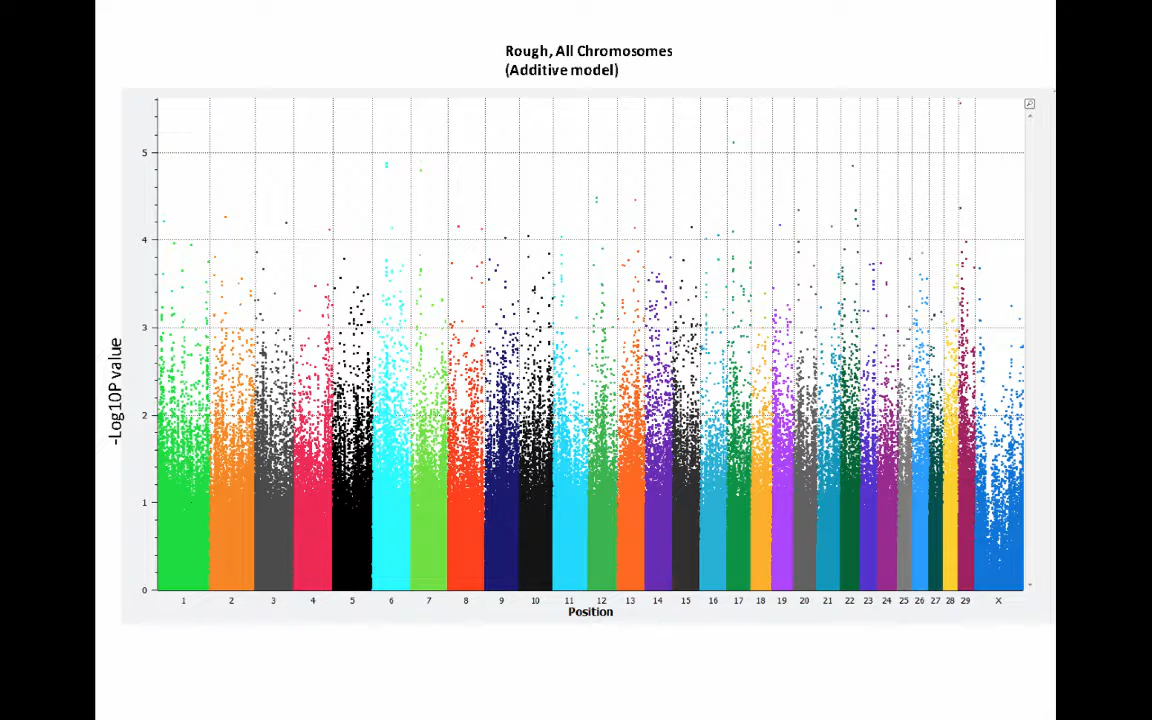 Rough, All Chromosomes
(Additive model)
5
4
3
2
1
0
-Log10P value
1 2 3 4 5 6 7 8 9 10 11 12 13 14 15 16 17 18 19 20 21 22 23 24 25 26 27 28 29 X
Position